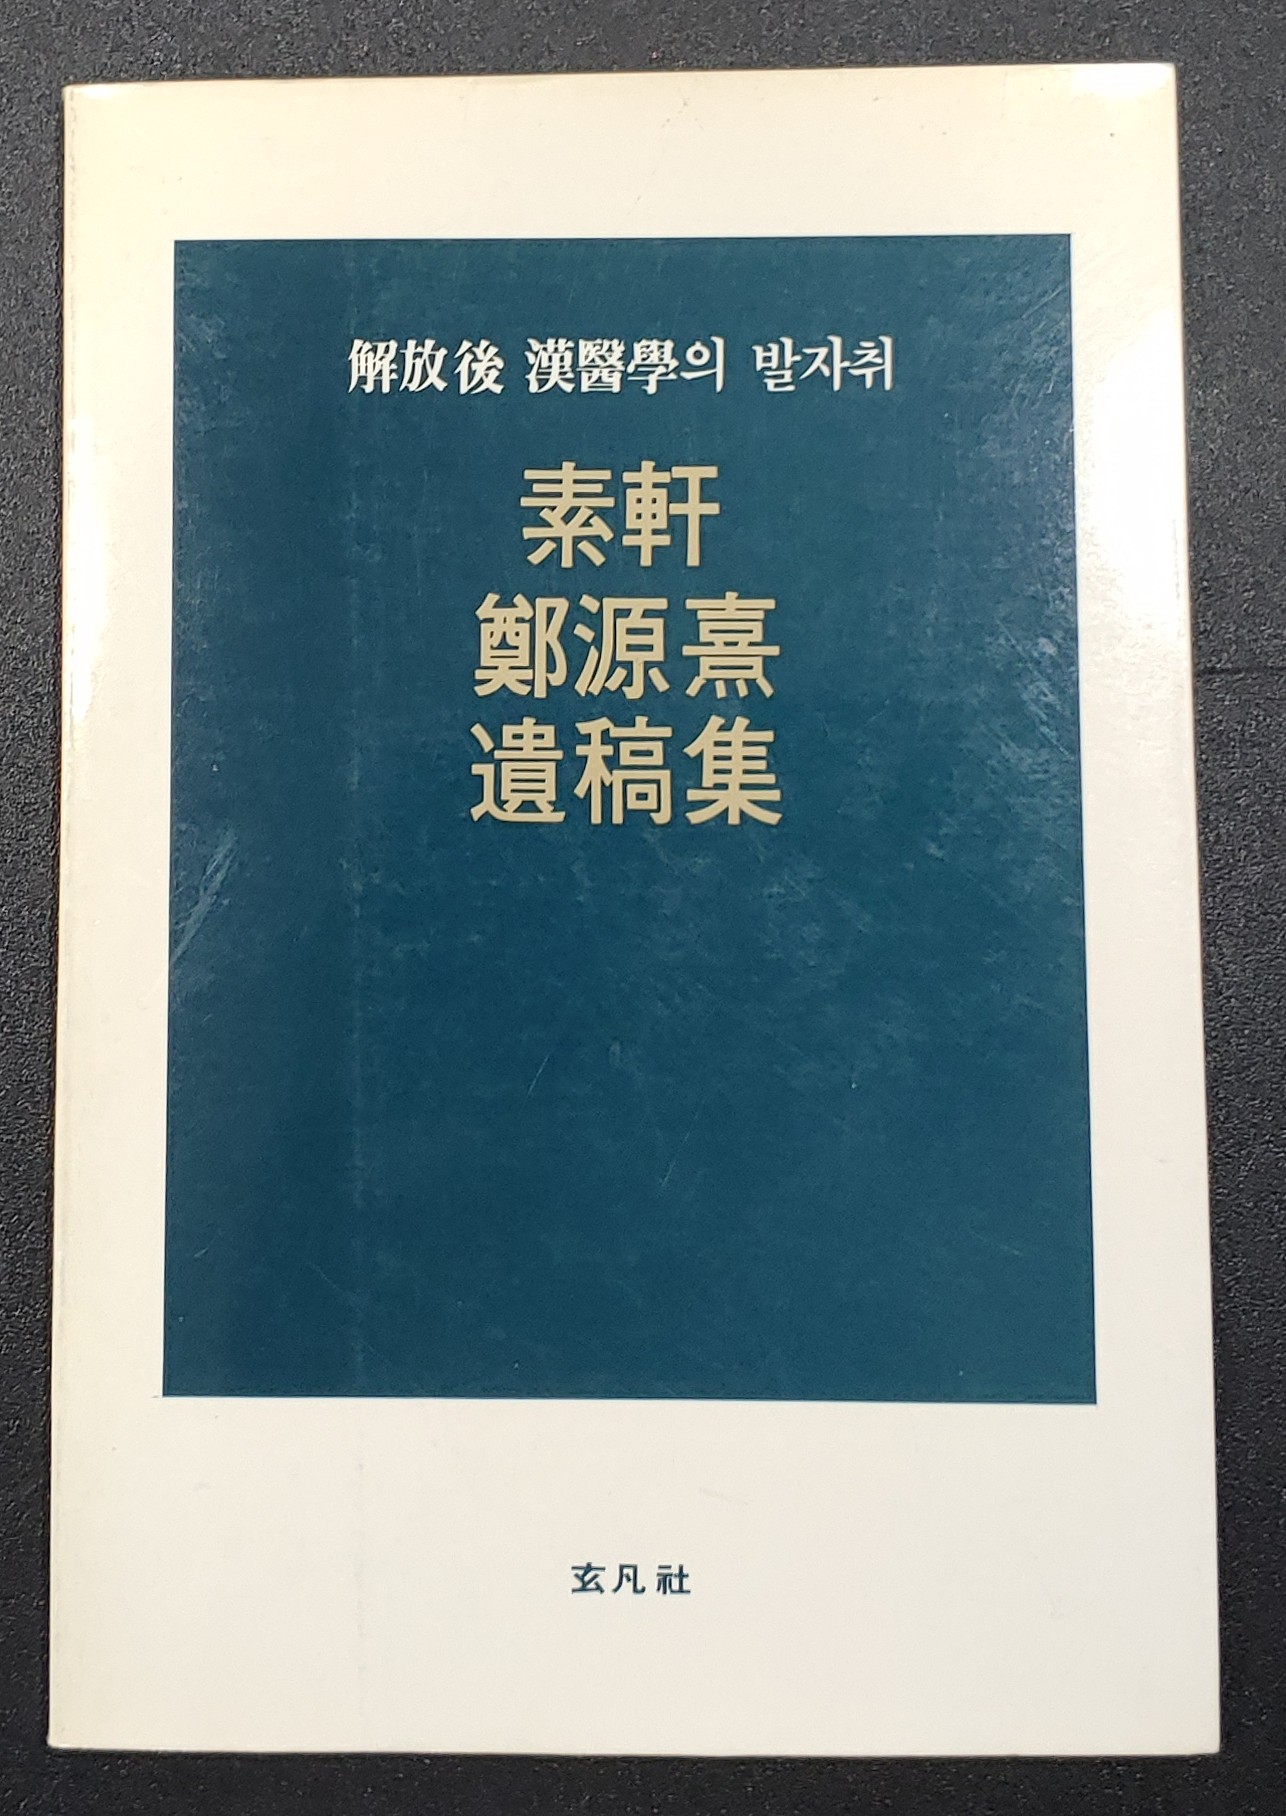 解放後 漢醫學의 발자취
素軒
鄭源熹
遺稿集
玄凡社